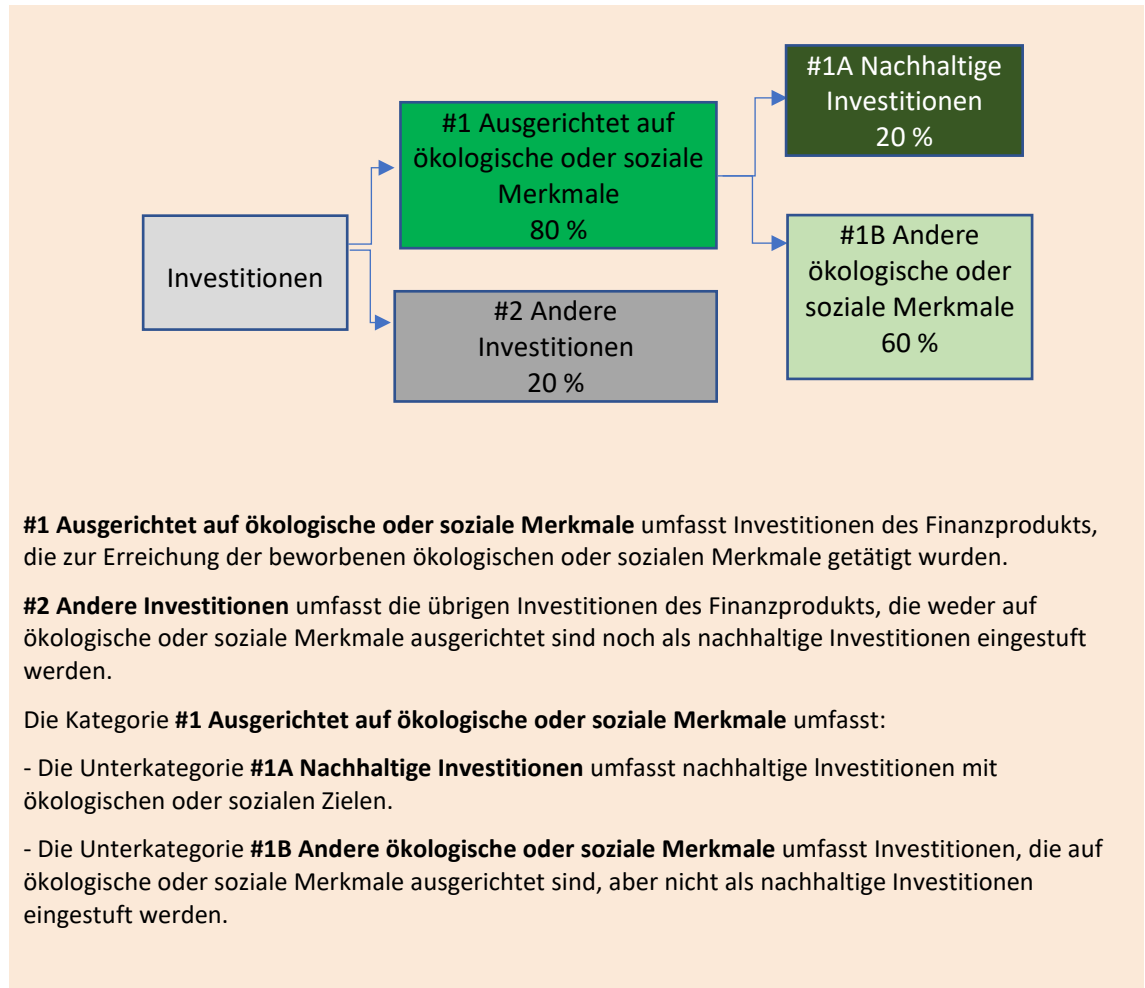 #1A Nachhaltige
Investitionen
20 %
#1 Ausgerichtet auf
ökologische oder soziale
Merkmale
80 %
#1B Andere
ökologische oder
soziale Merkmale
60 %
Investitionen
#2 Andere
Investitionen
20 %
#1 Ausgerichtet auf ökologische oder soziale Merkmale umfasst Investitionen des Finanzprodukts,
die zur Erreichung der beworbenen ökologischen oder sozialen Merkmale getätigt wurden.
#2 Andere Investitionen umfasst die übrigen Investitionen des Finanzprodukts, die weder auf
ökologische oder soziale Merkmale ausgerichtet sind noch als nachhaltige Investitionen eingestuft
werden.
Die Kategorie #1 Ausgerichtet auf ökologische oder soziale Merkmale umfasst:
- Die Unterkategorie #1A Nachhaltige Investitionen umfasst nachhaltige lnvestitionen mit
ökologischen oder sozialen Zielen.
- Die Unterkategorie #1B Andere ökologische oder soziale Merkmale umfasst Investitionen, die auf
ökologische oder soziale Merkmale ausgerichtet sind, aber nicht als nachhaltige Investitionen
eingestuft werden.